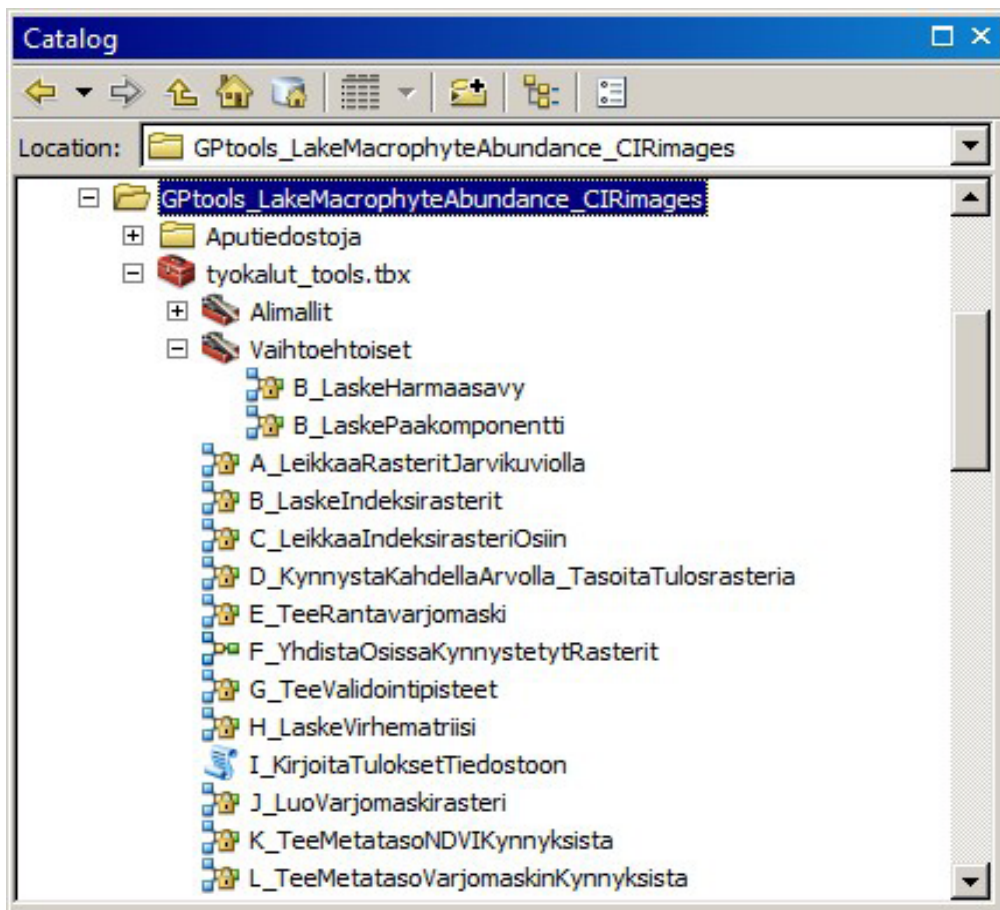 Catalog
Location: GPtools_LakeMacrophyteAbundance_CIRimages
GPtools_LakeMacrophyteAbundance_CIRimages
Aputiedostoja
tyokalut_tools.tbx
Alimallit
Vaihtoehtoiset
B_LaskeHarmaasavy
B_LaskePaakomponentti
A_LeikkaaRasteritJarvikuviolla
B_LaskeIndeksirasterit
C_LeikkaaIndeksirasteriOsiin
D_KynnystaKahdellaArvolla_TasoitaTulosrasteria
E_TeeRantavarjomaski
F_YhdistaOsissaKynnystetytRasterit
G_TeeValidointipisteet
H_LaskeVirhematriisi
I_KirjoitaTuloksetTiedostoon
J_LuoVarjomaskirasteri
K_TeeMetatasoNDVIKynnyksista
L_TeeMetatasoVarjomaskinKynnyksista